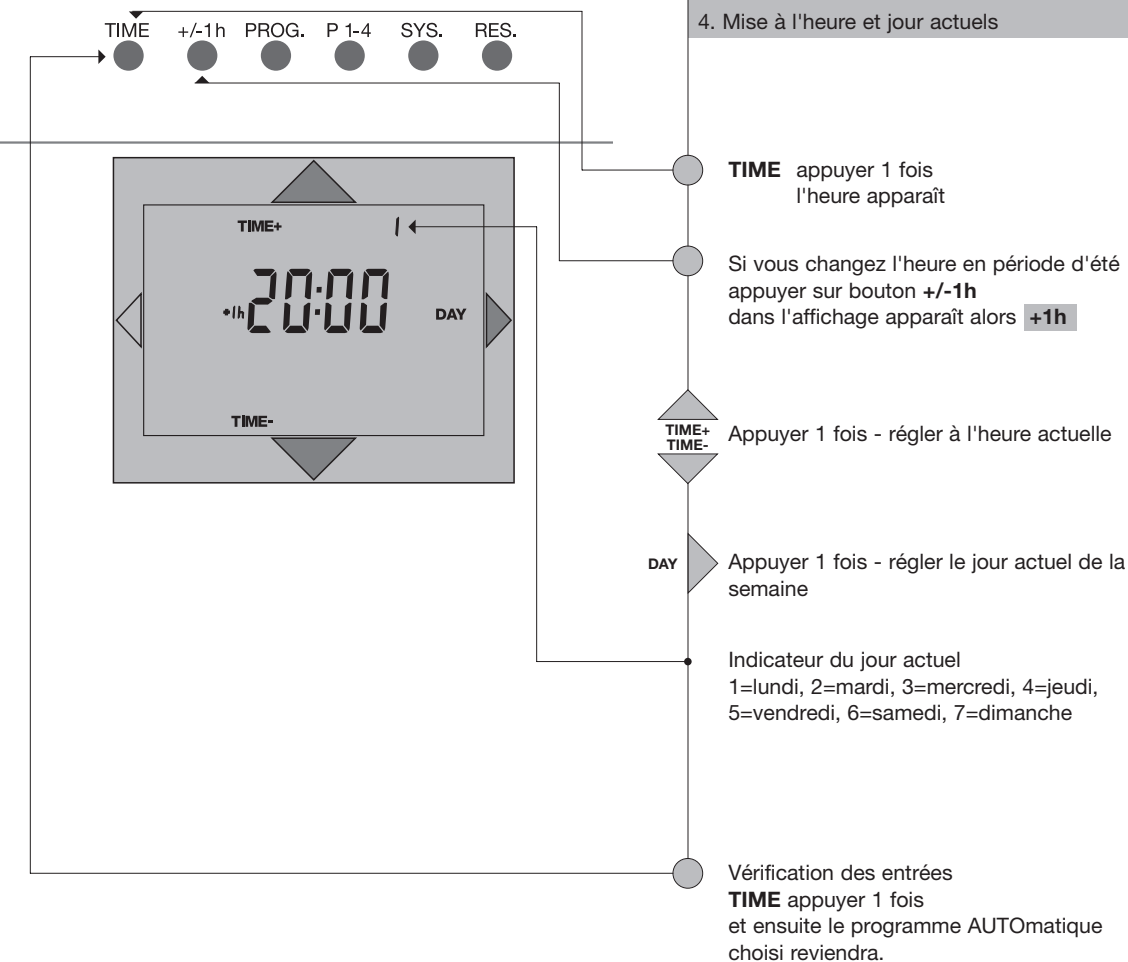 TIME +/-1h PROG. P 1-4 SYS. RES.
4. Mise à l'heure et jour actuels
TIME+ 1
+1h 20:00 DAY
TIME-
TIME appuyer 1 fois
l'heure apparaît
Si vous changez l'heure en période d'été
appuyer sur bouton +/-1h
dans l'affichage apparaît alors +1h
TIME+
TIME-
Appuyer 1 fois - régler à l'heure actuelle
DAY
Appuyer 1 fois - régler le jour actuel de la
semaine
Indicateur du jour actuel
1=lundi, 2=mardi, 3=mercredi, 4=jeudi,
5=vendredi, 6=samedi, 7=dimanche
Vérification des entrées
TIME appuyer 1 fois
et ensuite le programme AUTOmatique
choisi reviendra.